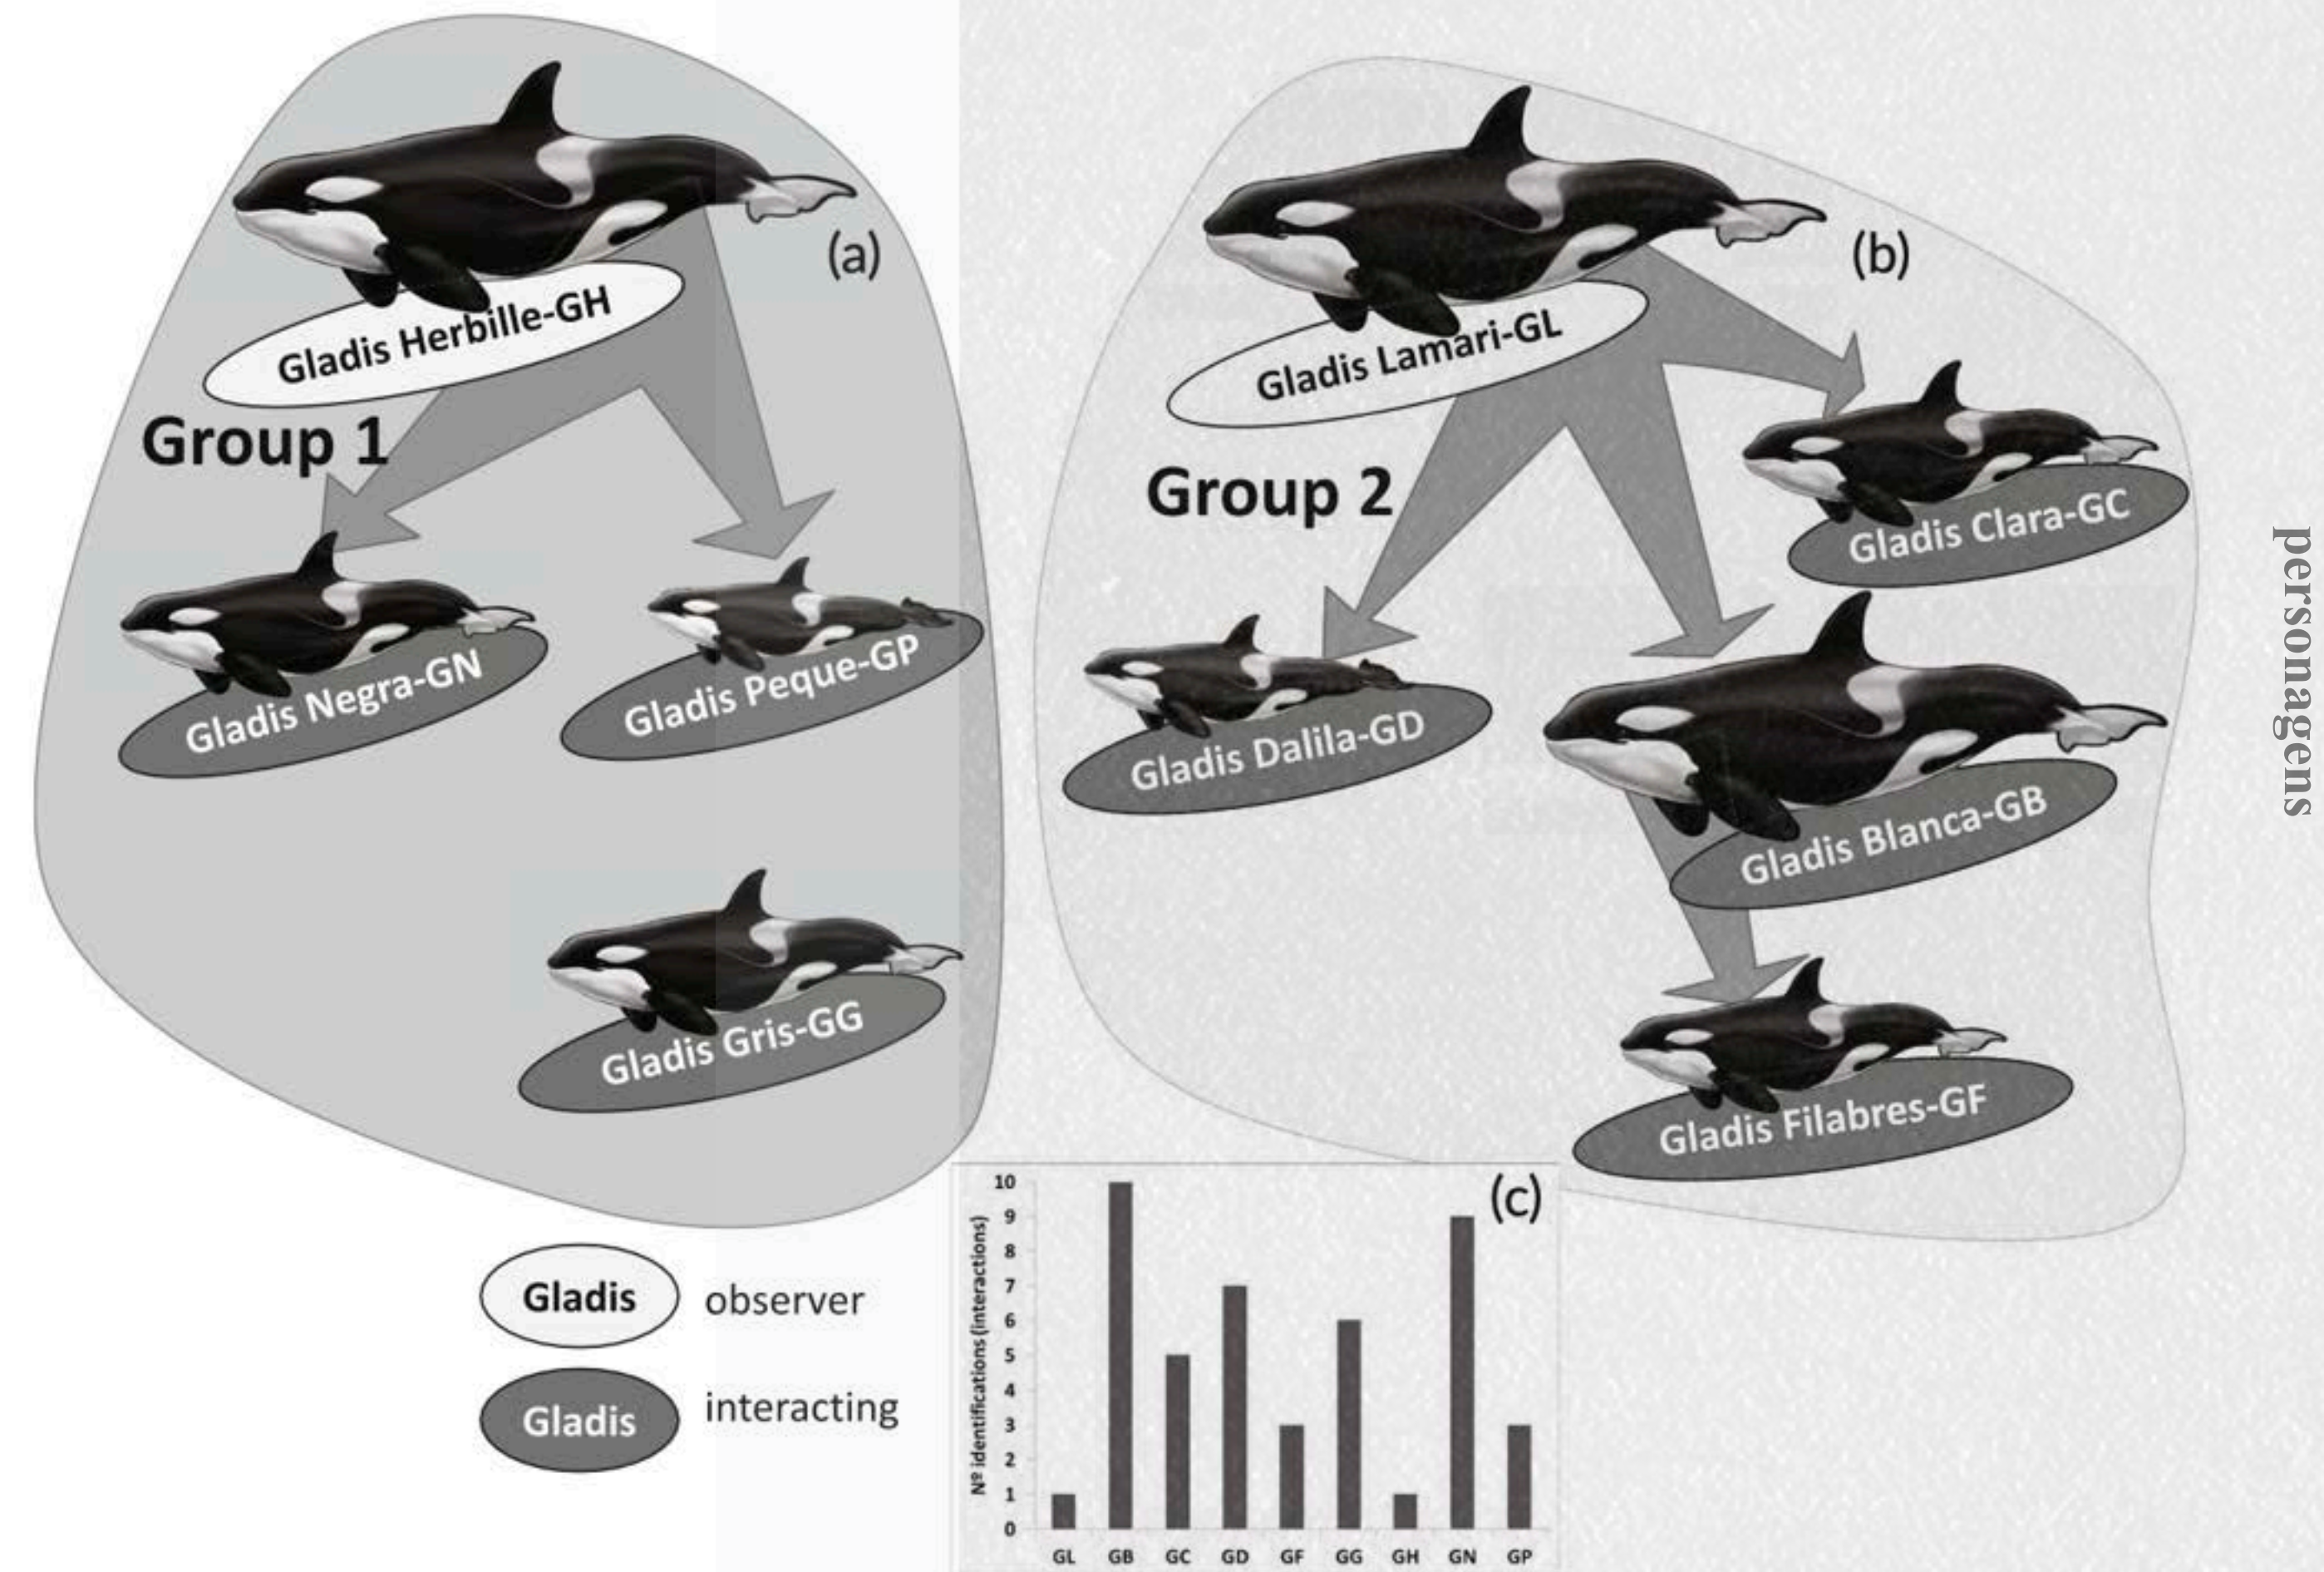 (a)
Gladis Herbille-GH
Group 1
Gladis Negra-GN
Gladis Peque-GP
Gladis Gris-GG
(b)
Gladis Lamari-GL
Group 2
Gladis Clara-GC
Gladis Dalila-GD
Gladis Blanca-GB
Gladis Filabres-GF
personagens
Gladis observer
Gladis interacting
(c)
Nº identifications (interactions)
10
9
8
7
6
5
4
3
2
1
0
GL GB GC GD GF GG GH GN GP